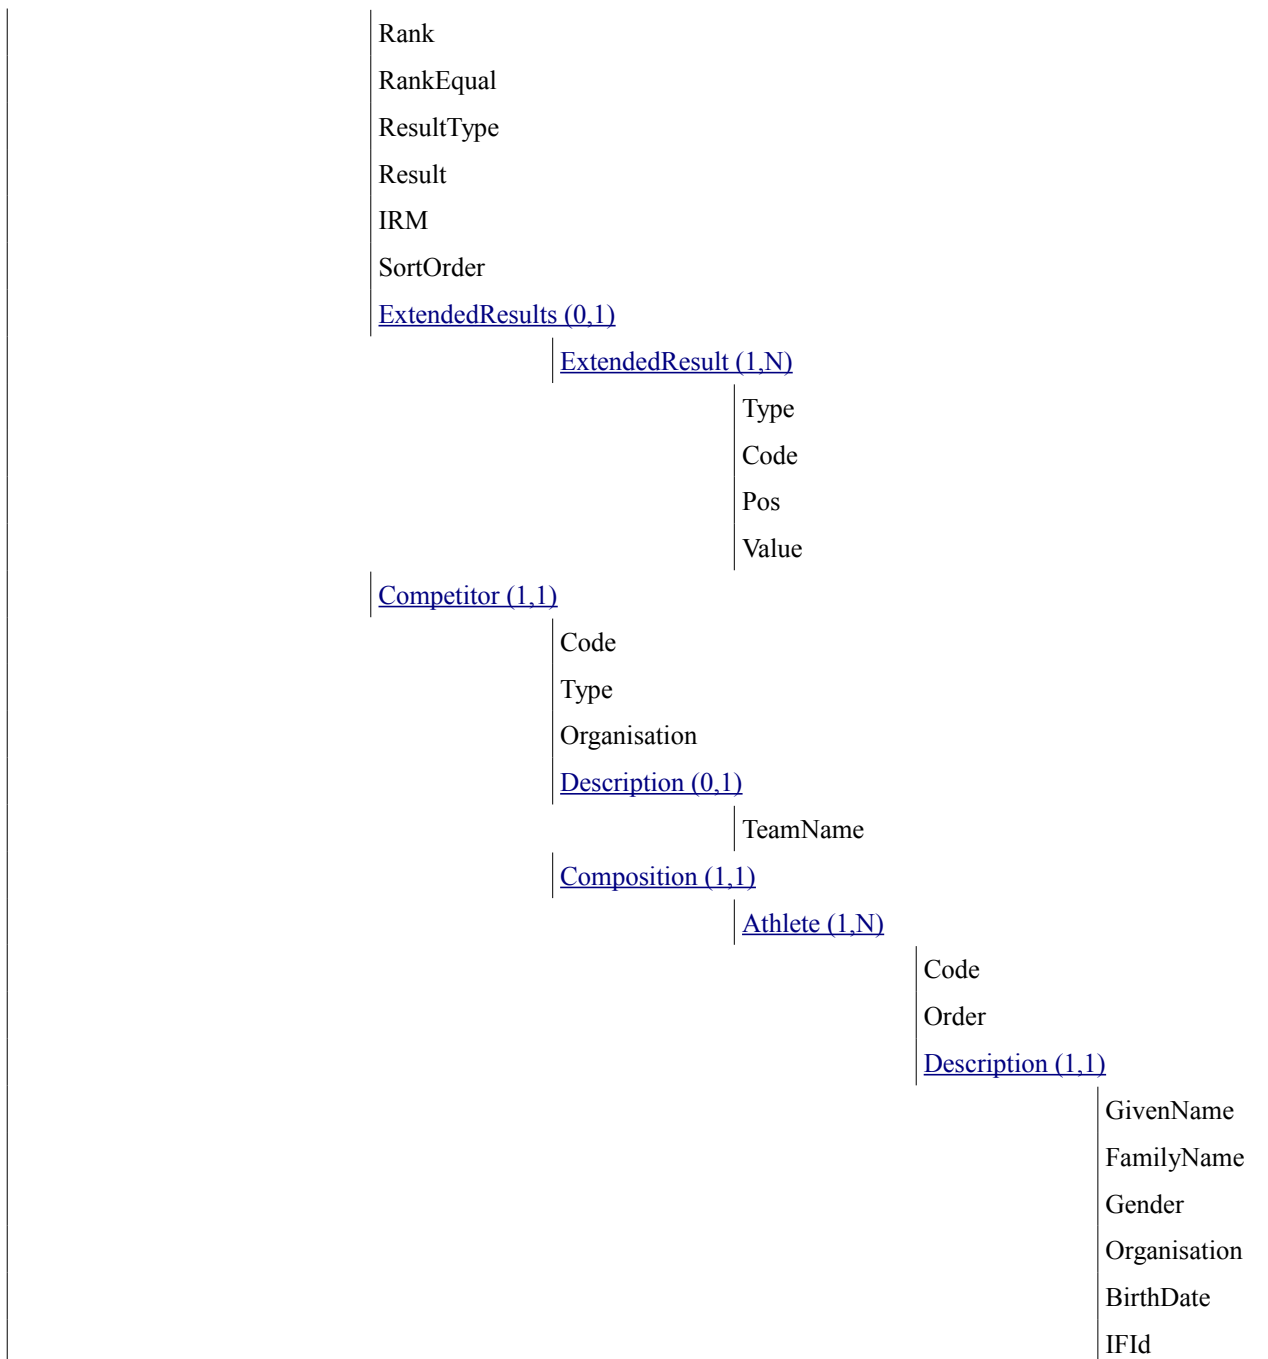 Rank
RankEqual
ResultType
Result
IRM
SortOrder
ExtendedResults (0,1)
ExtendedResult (1,N)
Type
Code
Pos
Value
Competitor (1,1)
Code
Type
Organisation
Description (0,1)
TeamName
Composition (1,1)
Athlete (1,N)
Code
Order
Description (1,1)
GivenName
FamilyName
Gender
Organisation
BirthDate
IFId